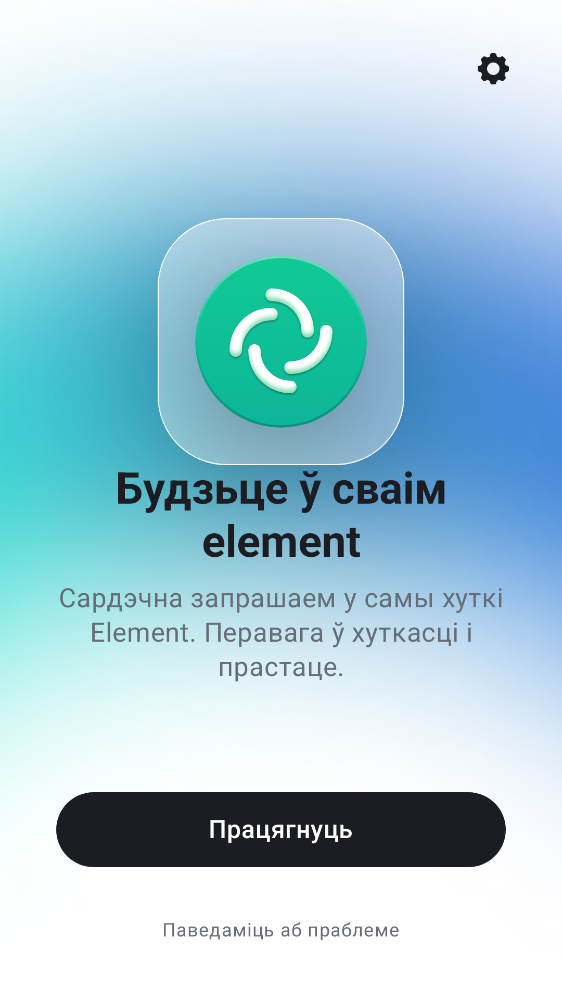 Будзьце ў сваім
element
Сардэчна запрашаем у самы хуткі
Element. Перавага ў хуткасці і
прастаце.
Працягнуць
Паведаміць аб праблеме